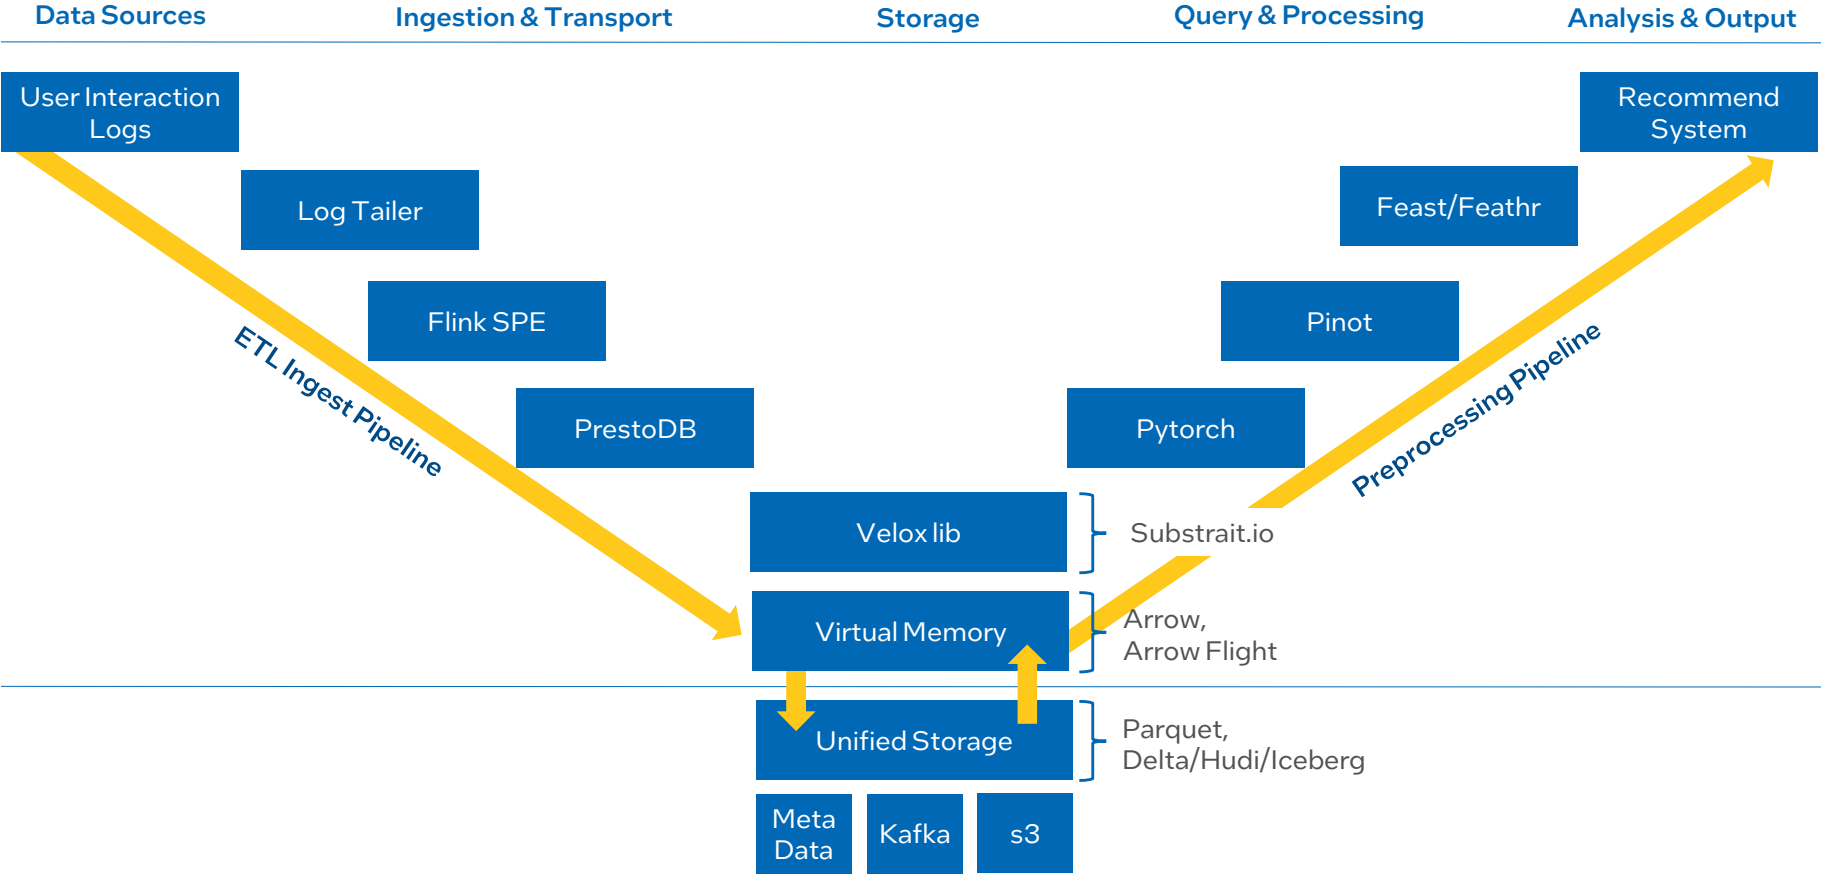 Data Sources
Ingestion & Transport
Storage
Query & Processing
Analysis & Output
User Interaction
Logs
Recommend
System
Log Tailer
Feast/Feathr
Flink SPE
Pinot
ETL Ingest Pipeline
Preprocessing Pipeline
PrestoDB
Pytorch
Velox lib
Substrait.io
Virtual Memory
Arrow,
Arrow Flight
Unified Storage
Parquet,
Delta/Hudi/Iceberg
Meta
Data
Kafka
s3